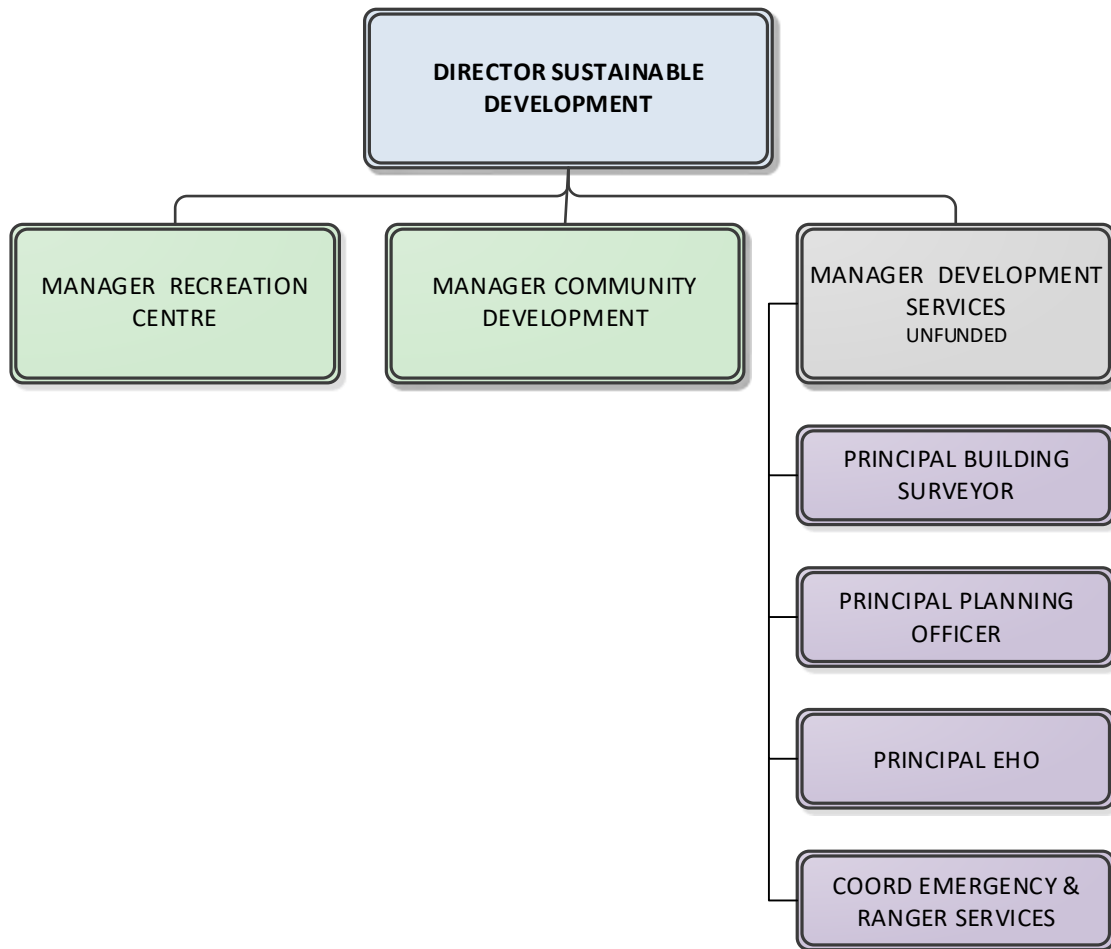 DIRECTOR SUSTAINABLE
DEVELOPMENT
MANAGER RECREATION
CENTRE
MANAGER COMMUNITY
DEVELOPMENT
MANAGER DEVELOPMENT
SERVICES
UNFUNDED
PRINCIPAL BUILDING
SURVEYOR
PRINCIPAL PLANNING
OFFICER
PRINCIPAL EHO
COORD EMERGENCY &
RANGER SERVICES